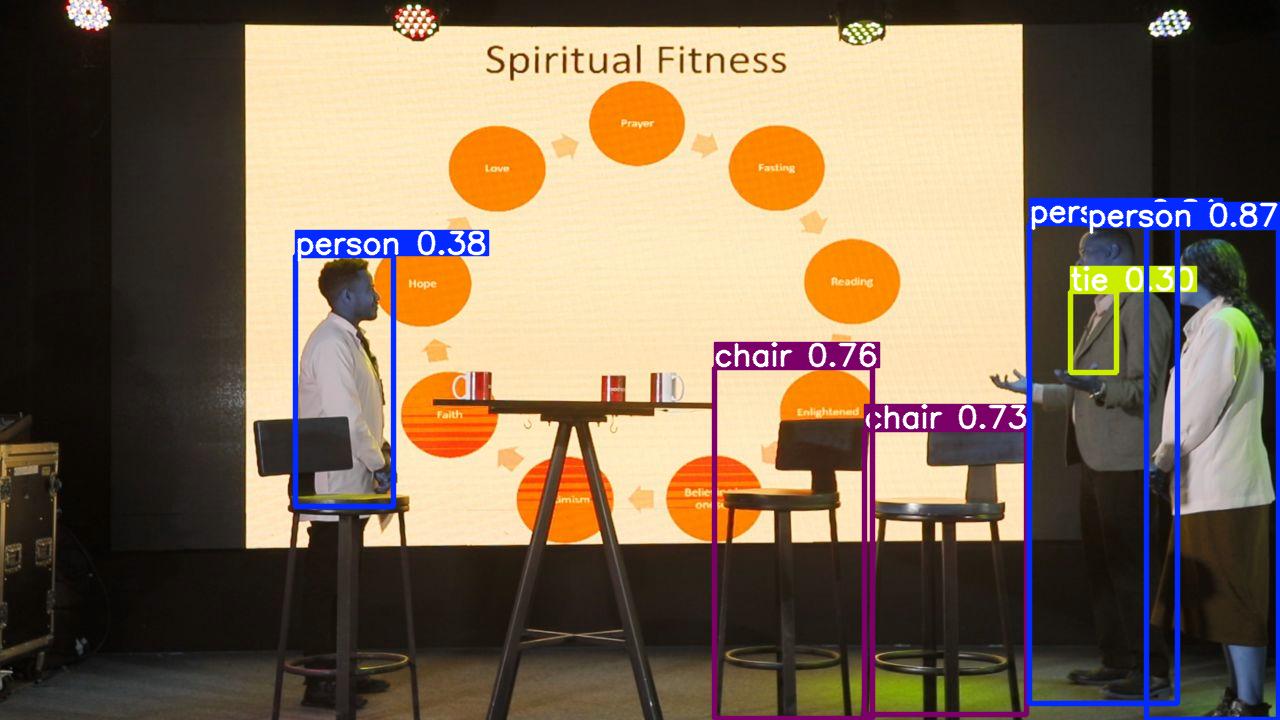 Spiritual Fitness
Prayer
Love
Fasting
person 0.38
Hope
Reading
person 0.87
tie 0.30
chair 0.76
Faith
Enlightened
chair 0.73